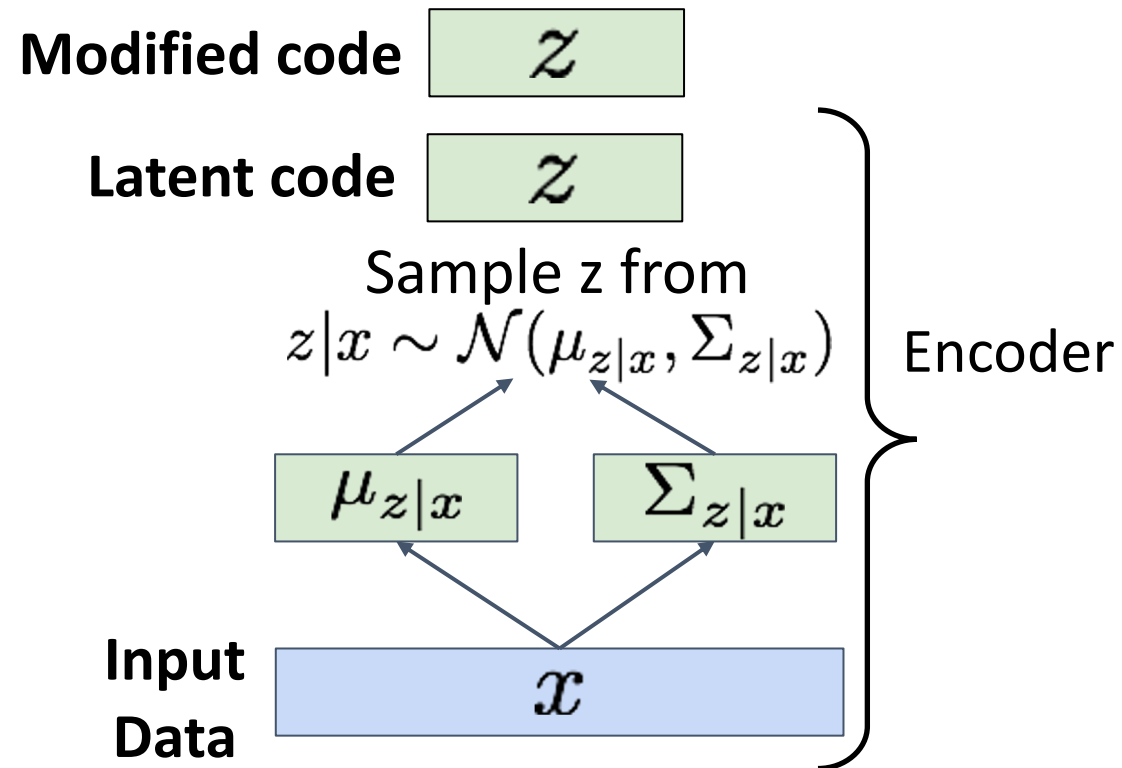 Modified code z
Latent code z
Sample z from
z|x ∼ 𝒩(μ_{z|x}, Σ_{z|x})
Encoder
μ_{z|x} Σ_{z|x}
Input
Data
x